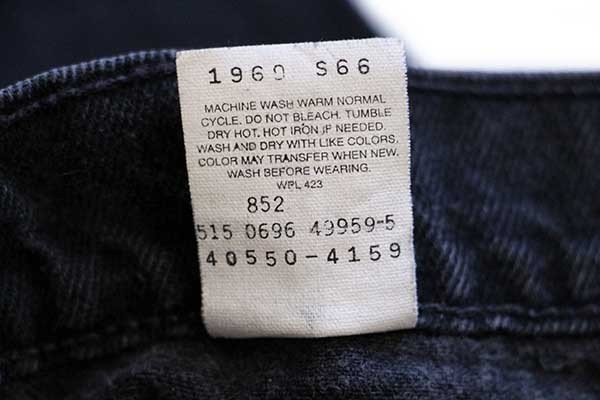 1960 S66
MACHINE WASH WARM NORMAL
CYCLE. DO NOT BLEACH. TUMBLE
DRY HOT. HOT IRON IF NEEDED.
WASH AND DRY WITH LIKE COLORS.
COLOR MAY TRANSFER WHEN NEW.
WASH BEFORE WEARING.
WPL 423
852
515 0696 49959-5
40550-4159